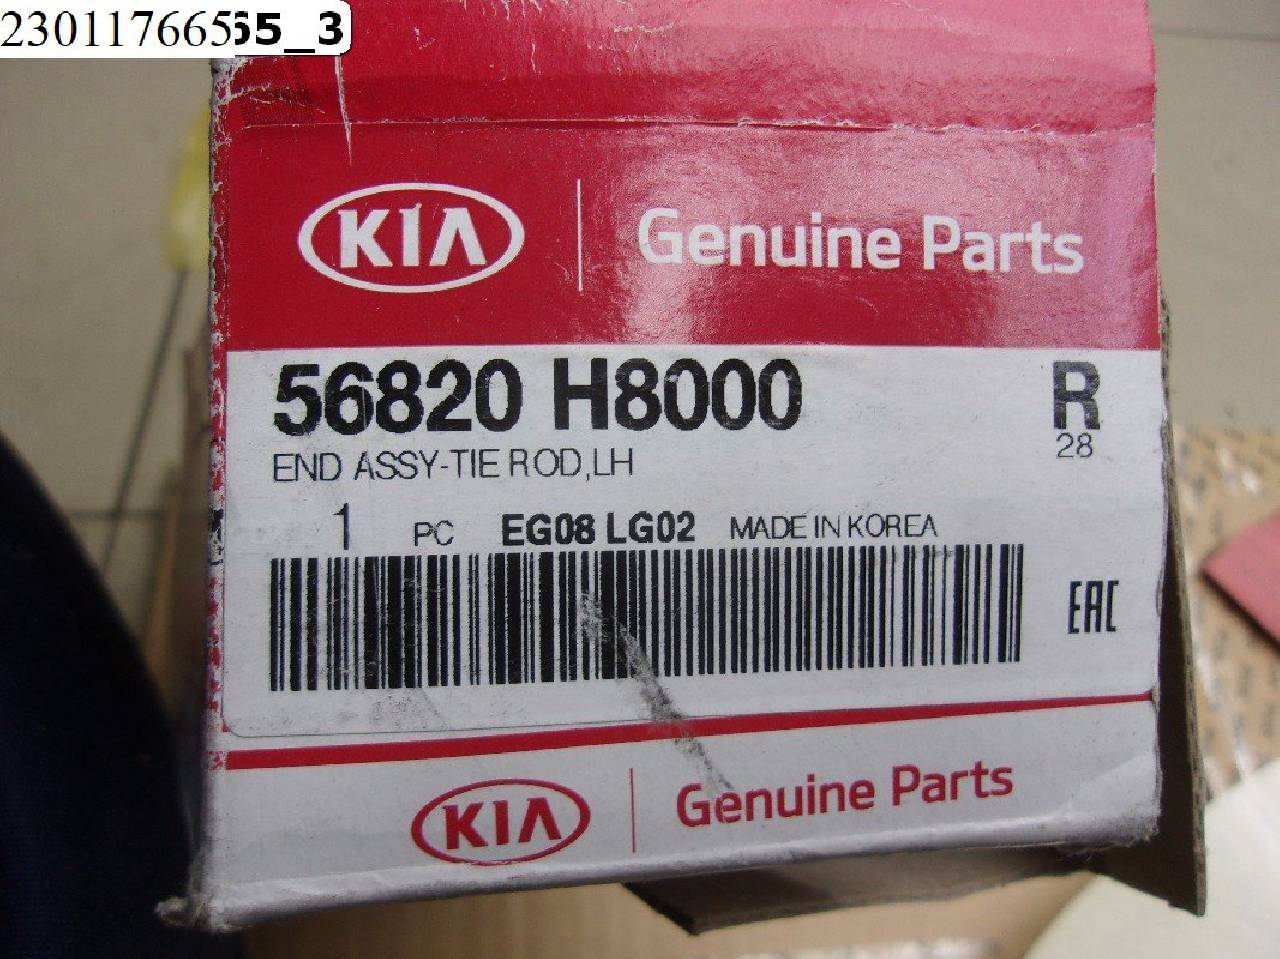 2301176655_3
KIA Genuine Parts
56820 H8000 R
28
END ASSY-TIE ROD,LH
1 PC EG08 LG02 MADE IN KOREA
EAC
KIA Genuine Parts